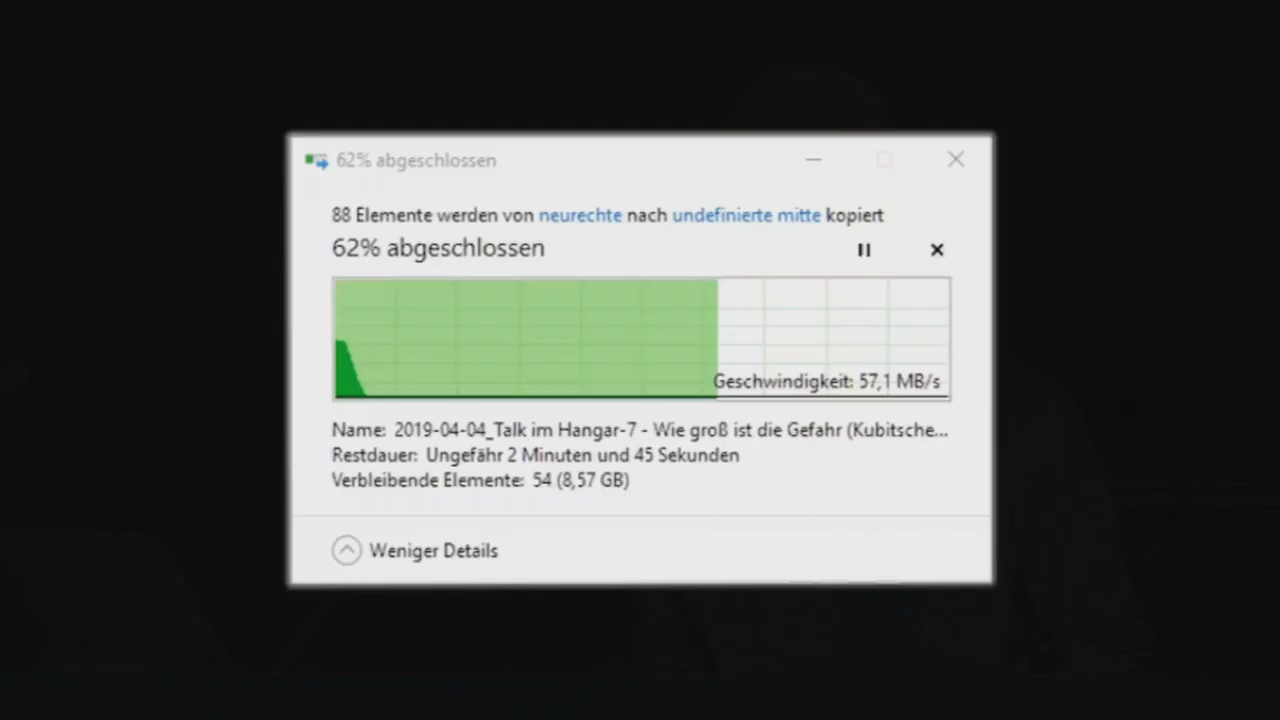 62% abgeschlossen
88 Elemente werden von neurechte nach undefinierte mitte kopiert
62% abgeschlossen
Geschwindigkeit: 57,1 MB/s
Name: 2019-04-04_Talk im Hangar-7 - Wie groß ist die Gefahr (Kubitsche...
Restdauer: Ungefähr 2 Minuten und 45 Sekunden
Verbleibende Elemente: 54 (8,57 GB)
Weniger Details